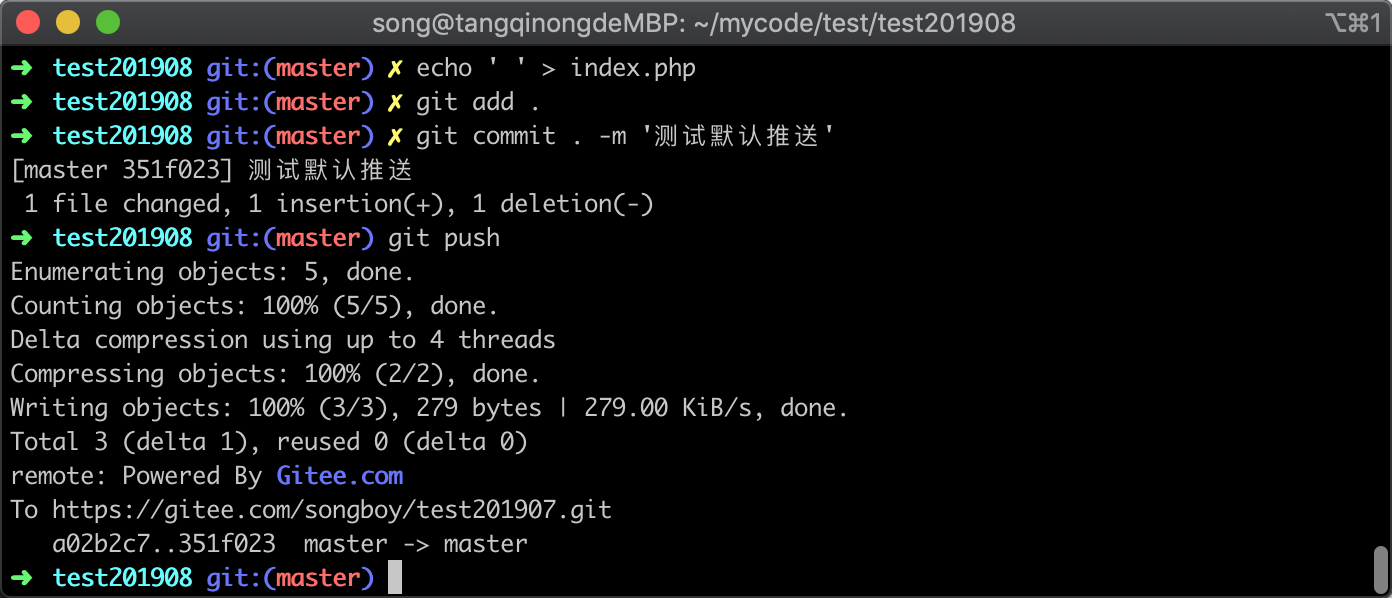 song@tangqinongdeMBP: ~/mycode/test/test201908 ⌥⌘1
➜ test201908 git:(master) ✗ echo ' ' > index.php
➜ test201908 git:(master) ✗ git add .
➜ test201908 git:(master) ✗ git commit . -m '测试默认推送'
[master 351f023] 测试默认推送
 1 file changed, 1 insertion(+), 1 deletion(-)
➜ test201908 git:(master) git push
Enumerating objects: 5, done.
Counting objects: 100% (5/5), done.
Delta compression using up to 4 threads
Compressing objects: 100% (2/2), done.
Writing objects: 100% (3/3), 279 bytes | 279.00 KiB/s, done.
Total 3 (delta 1), reused 0 (delta 0)
remote: Powered By Gitee.com
To https://gitee.com/songboy/test201907.git
   a02b2c7..351f023  master -> master
➜ test201908 git:(master)